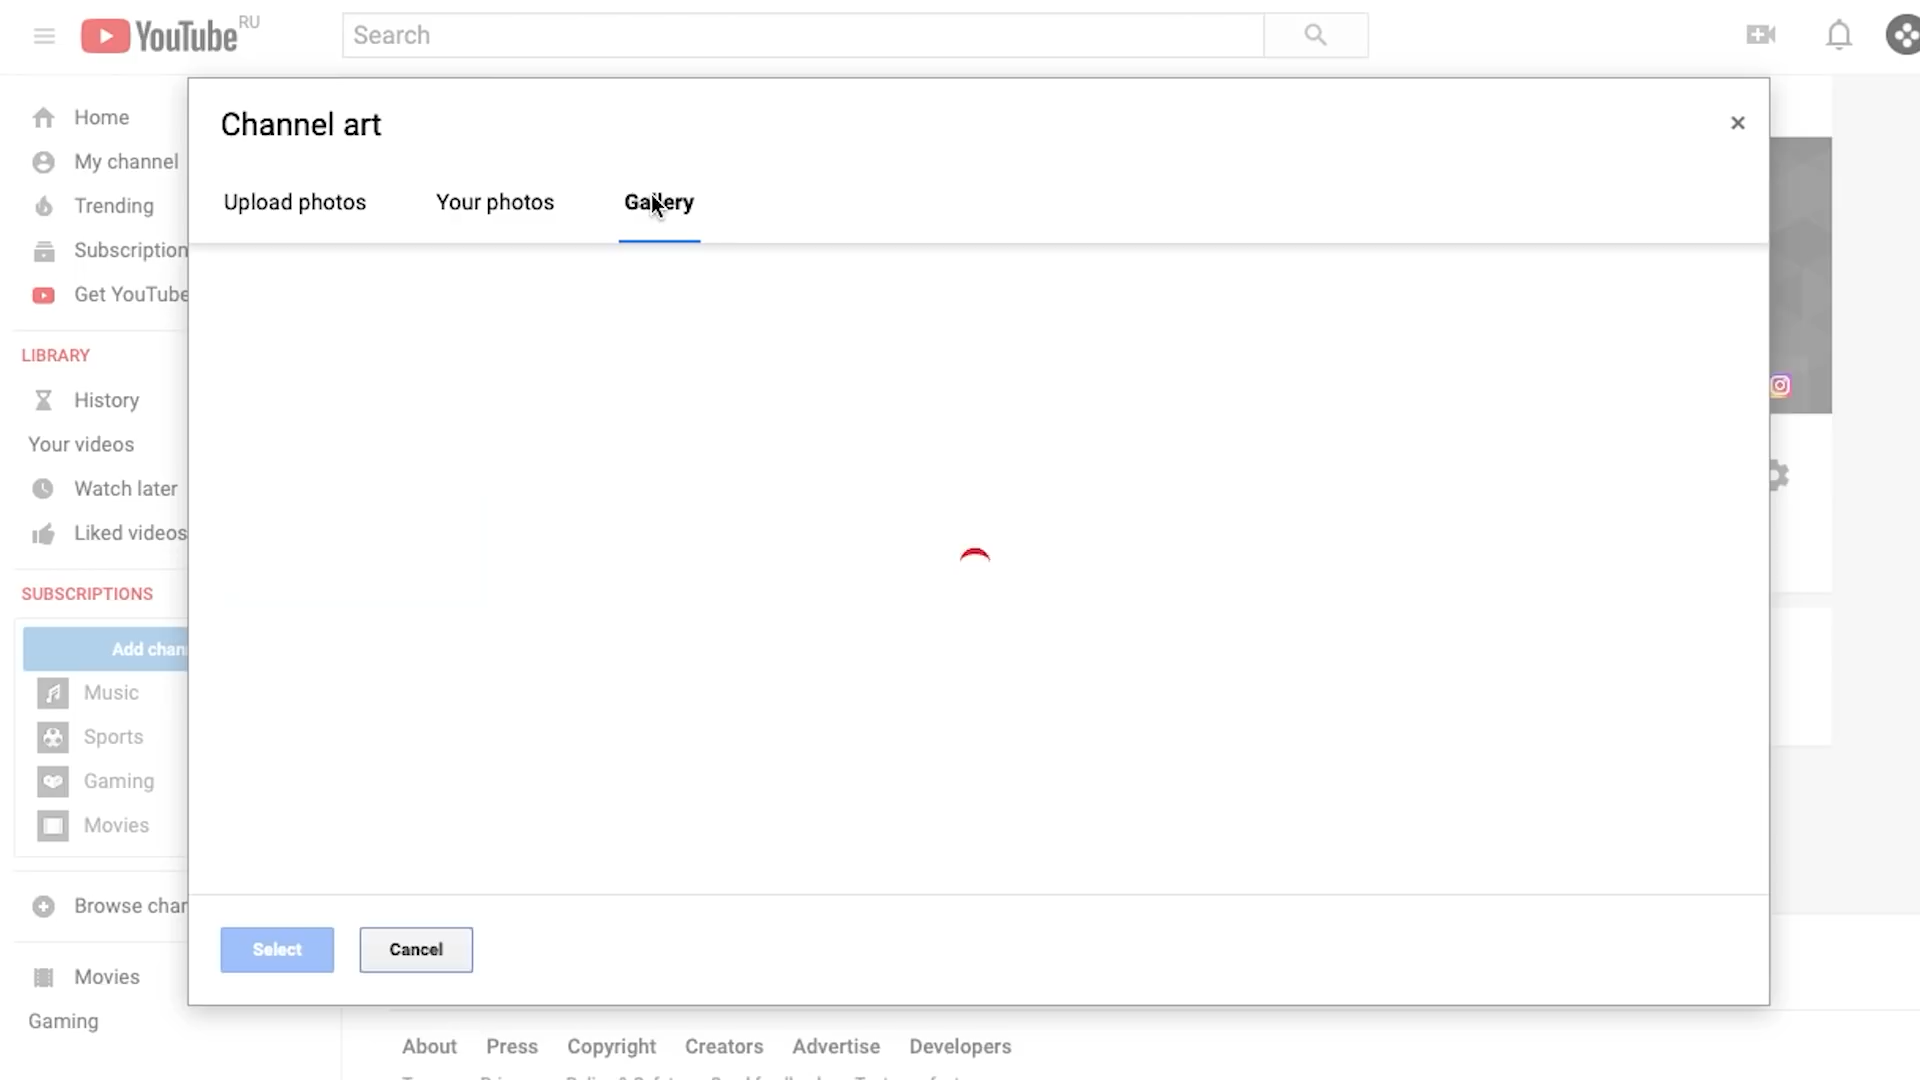 YouTube RU
Search
Channel art
×
Upload photos
Your photos
Gallery
Home
My channel
Trending
Subscription
Get YouTube
LIBRARY
History
Your videos
Watch later
Liked videos
SUBSCRIPTIONS
Add chan
Music
Sports
Gaming
Movies
Browse chan
Movies
Gaming
Select
Cancel
About Press Copyright Creators Advertise Developers